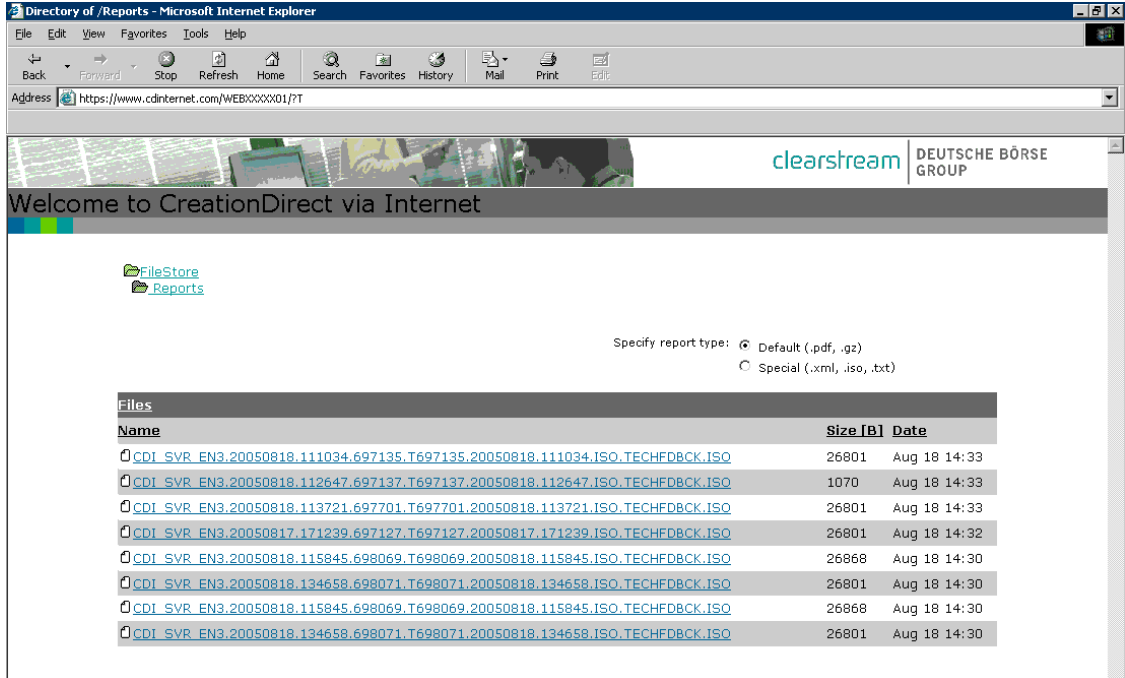 Directory of /Reports - Microsoft Internet Explorer
File Edit View Favorites Tools Help
Back Forward Stop Refresh Home Search Favorites History Mail Print Edit
Address https://www.cdinternet.com/WEBXXXXX01/?T
clearstream DEUTSCHE BÖRSE
GROUP
Welcome to CreationDirect via Internet
FileStore
Reports
Specify report type: Default (.pdf, .gz)
Special (.xml, .iso, .txt)
Files
Name Size [B] Date
CDI_SVR_EN3.20050818.111034.697135.T697135.20050818.111034.ISO.TECHFDBCK.ISO 26801 Aug 18 14:33
CDI_SVR_EN3.20050818.112647.697137.T697137.20050818.112647.ISO.TECHFDBCK.ISO 1070 Aug 18 14:33
CDI_SVR_EN3.20050818.113721.697701.T697701.20050818.113721.ISO.TECHFDBCK.ISO 26801 Aug 18 14:33
CDI_SVR_EN3.20050817.171239.697127.T697127.20050817.171239.ISO.TECHFDBCK.ISO 26801 Aug 18 14:32
CDI_SVR_EN3.20050818.115845.698069.T698069.20050818.115845.ISO.TECHFDBCK.ISO 26868 Aug 18 14:30
CDI_SVR_EN3.20050818.134658.698071.T698071.20050818.134658.ISO.TECHFDBCK.ISO 26801 Aug 18 14:30
CDI_SVR_EN3.20050818.115845.698069.T698069.20050818.115845.ISO.TECHFDBCK.ISO 26868 Aug 18 14:30
CDI_SVR_EN3.20050818.134658.698071.T698071.20050818.134658.ISO.TECHFDBCK.ISO 26801 Aug 18 14:30